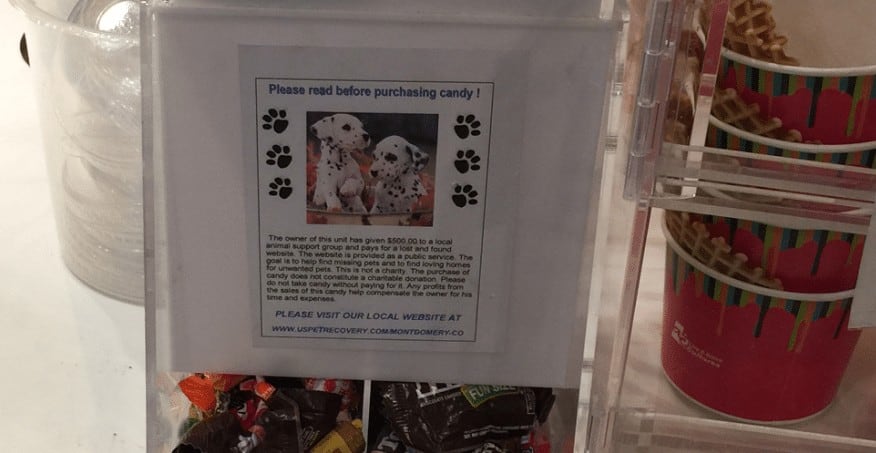 Please read before purchasing candy !
The owner of this unit has given $500.00 to a local
animal support group and pays for a lost and found
website. The website is provided as a public service. The
goal is to help find missing pets and to find loving homes
for unwanted pets. This is not a charity. The purchase of
candy does not constitute a charitable donation. Please
do not take candy without paying for it. Any profits from
the sales of this candy help compensate the owner for his
time and expenses.
PLEASE VISIT OUR LOCAL WEBSITE AT
WWW.USPETRECOVERY.COM/MONTGOMERY-CO
FUN SIZE
Cultures